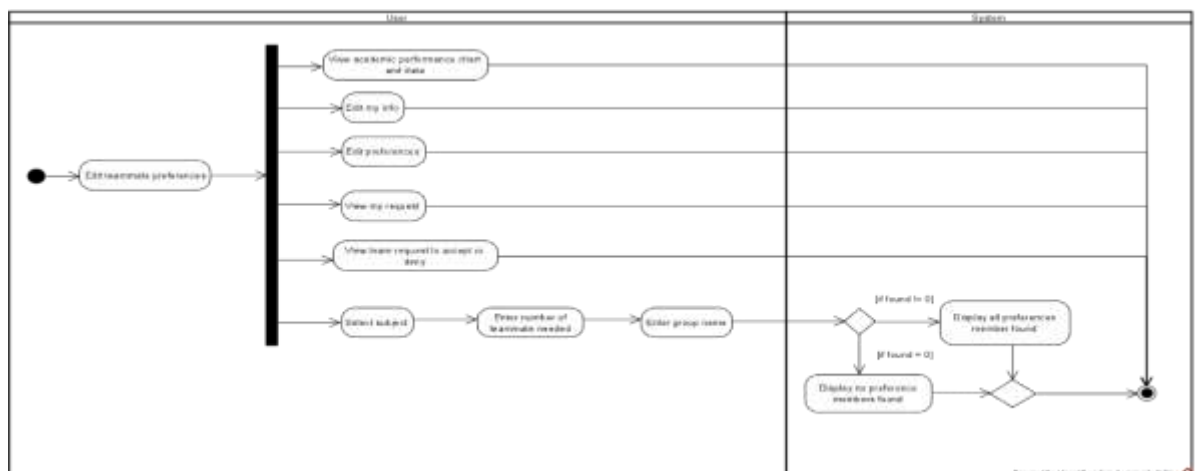 User
System
View academic performance chart
and data
Edit my info
Edit preferences
Edit teammate preferences
View my request
View team request to accept or
deny
[if found != 0]
Select subject
Enter number of
teammate needed
Enter group name
Display all preferences
member found
[if found = 0]
Display no preference
members found